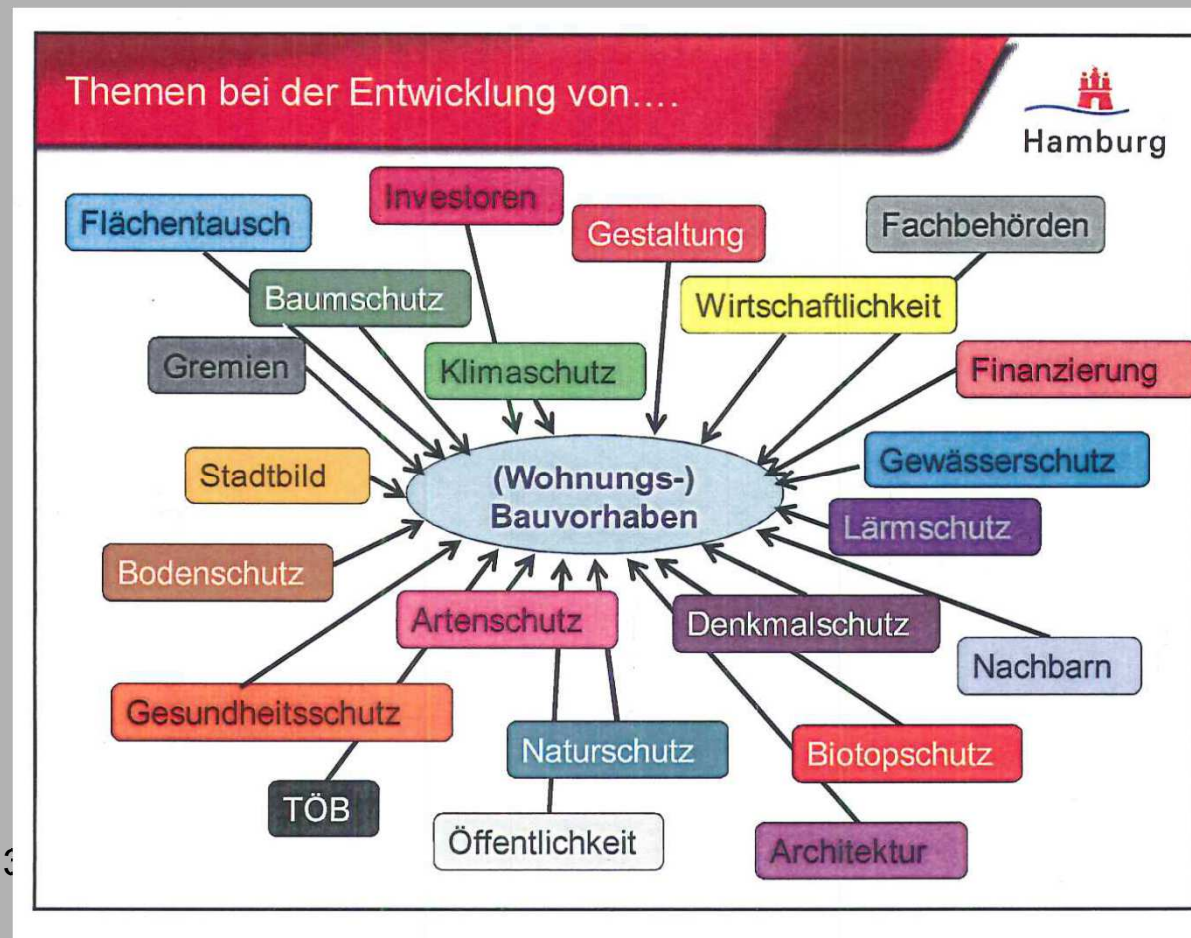 Themen bei der Entwicklung von....
Hamburg
Investoren
Flächentausch
Gestaltung
Fachbehörden
Baumschutz
Wirtschaftlichkeit
Gremien
Klimaschutz
Finanzierung
Stadtbild
(Wohnungs-)
Bauvorhaben
Gewässerschutz
Lärmschutz
Bodenschutz
Artenschutz
Denkmalschutz
Nachbarn
Gesundheitsschutz
Naturschutz
Biotopschutz
TÖB
Öffentlichkeit
Architektur